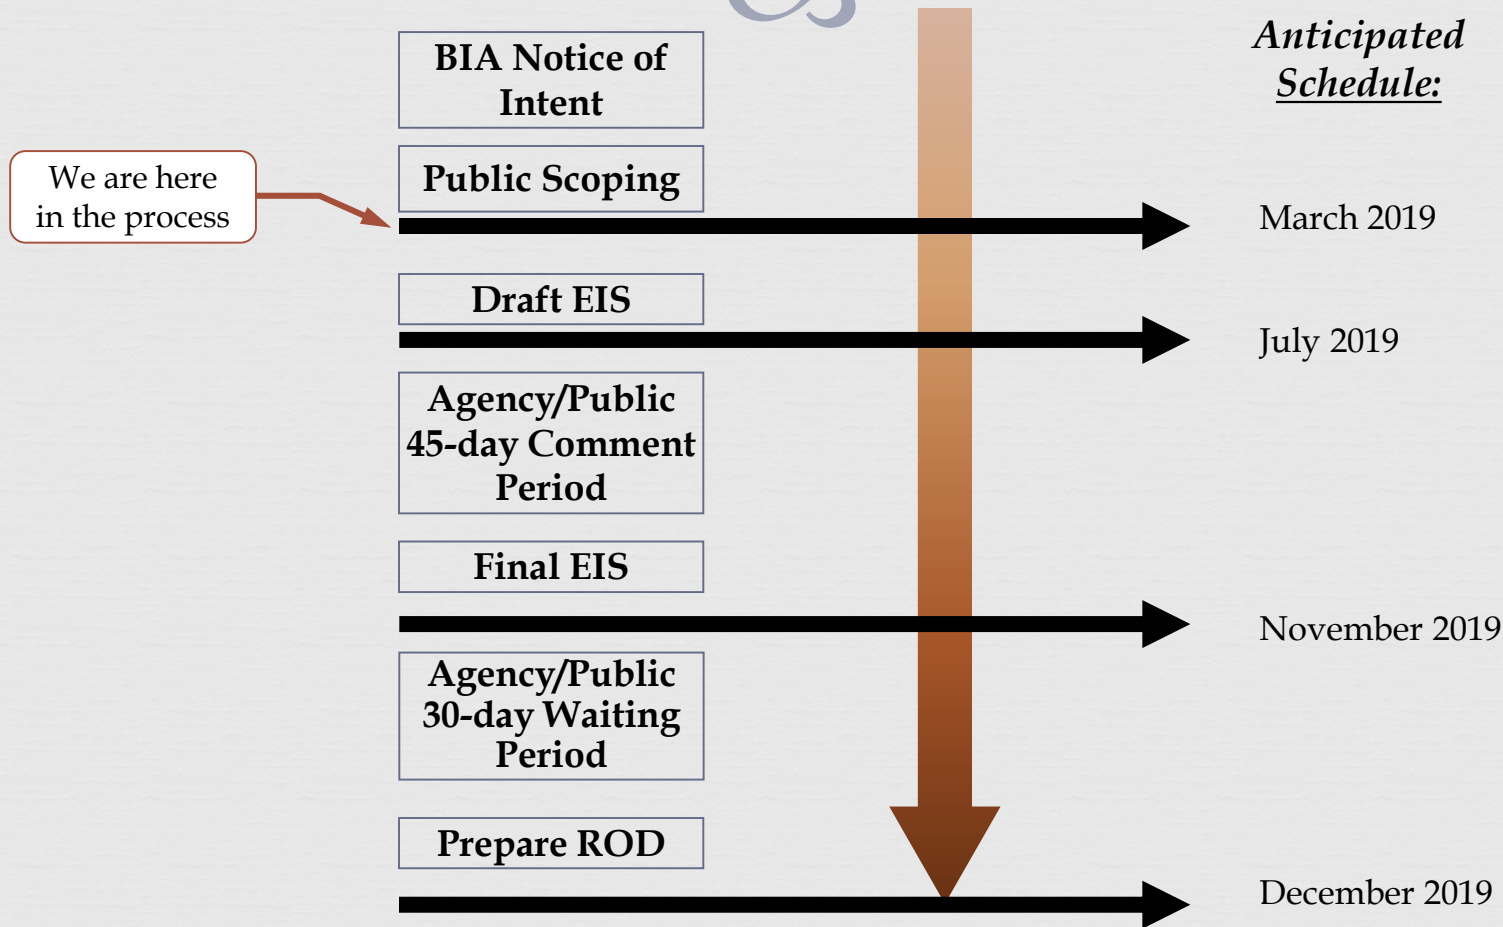 Anticipated
Schedule:
BIA Notice of
Intent
We are here
in the process
Public Scoping
March 2019
Draft EIS
July 2019
Agency/Public
45-day Comment
Period
Final EIS
November 2019
Agency/Public
30-day Waiting
Period
Prepare ROD
December 2019